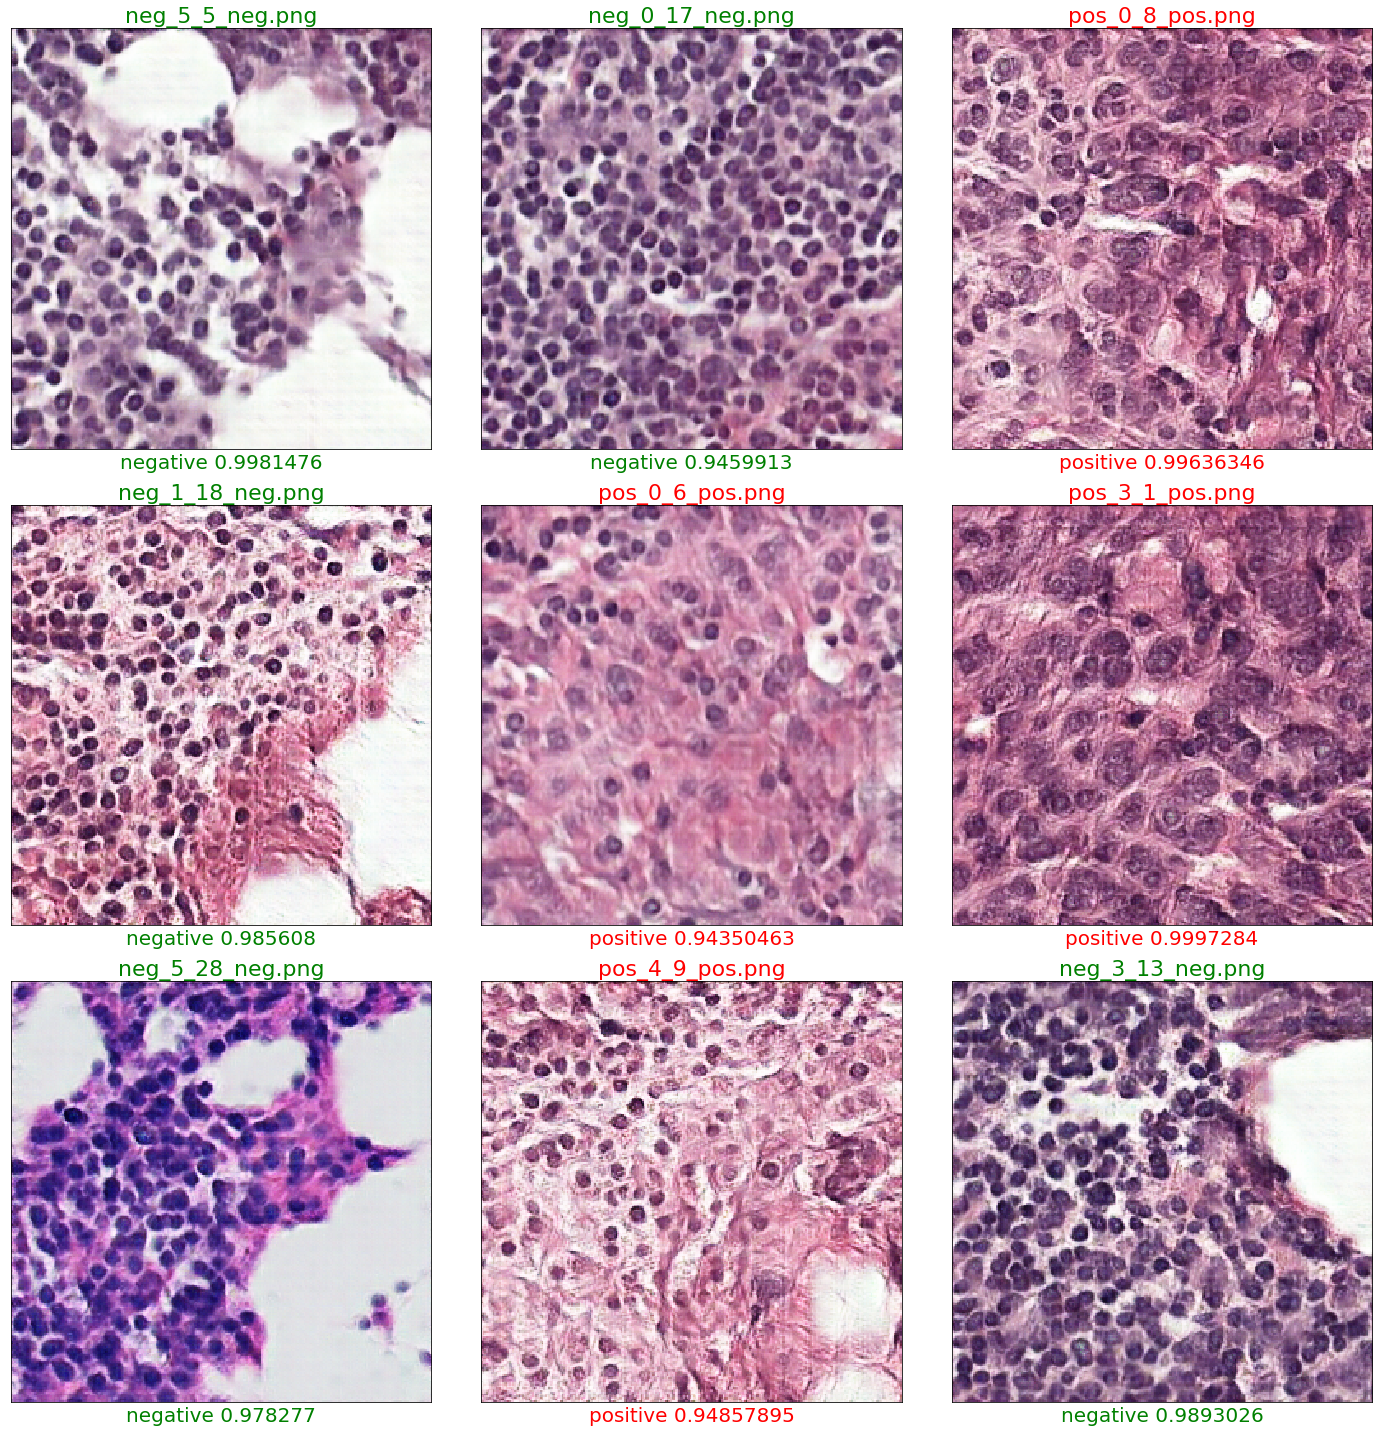 neg_5_5_neg.png
neg_0_17_neg.png
pos_0_8_pos.png
negative 0.9981476
negative 0.9459913
positive 0.99636346
neg_1_18_neg.png
pos_0_6_pos.png
pos_3_1_pos.png
negative 0.985608
positive 0.94350463
positive 0.9997284
neg_5_28_neg.png
pos_4_9_pos.png
neg_3_13_neg.png
negative 0.978277
positive 0.94857895
negative 0.9893026